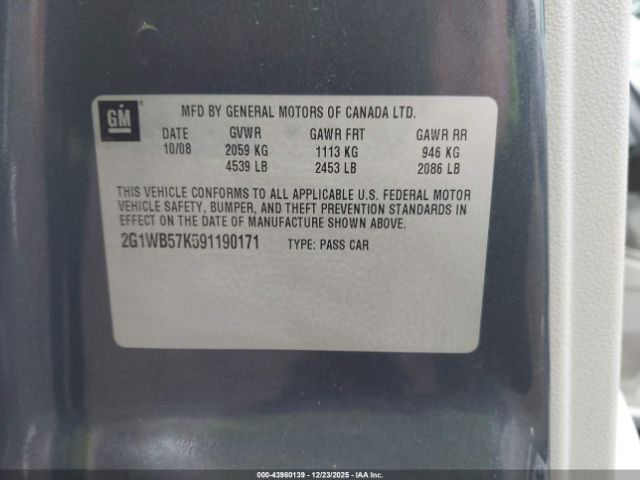 GM
MFD BY GENERAL MOTORS OF CANADA LTD.
DATE GVWR GAWR FRT GAWR RR
10/08 2059 KG 1113 KG 946 KG
4539 LB 2453 LB 2086 LB
THIS VEHICLE CONFORMS TO ALL APPLICABLE U.S. FEDERAL MOTOR
VEHICLE SAFETY, BUMPER, AND THEFT PREVENTION STANDARDS IN
EFFECT ON THE DATE OF MANUFACTURE SHOWN ABOVE.
2G1WB57K591190171 TYPE: PASS CAR
000-43980139 - 12/23/2025 - IAA Inc.